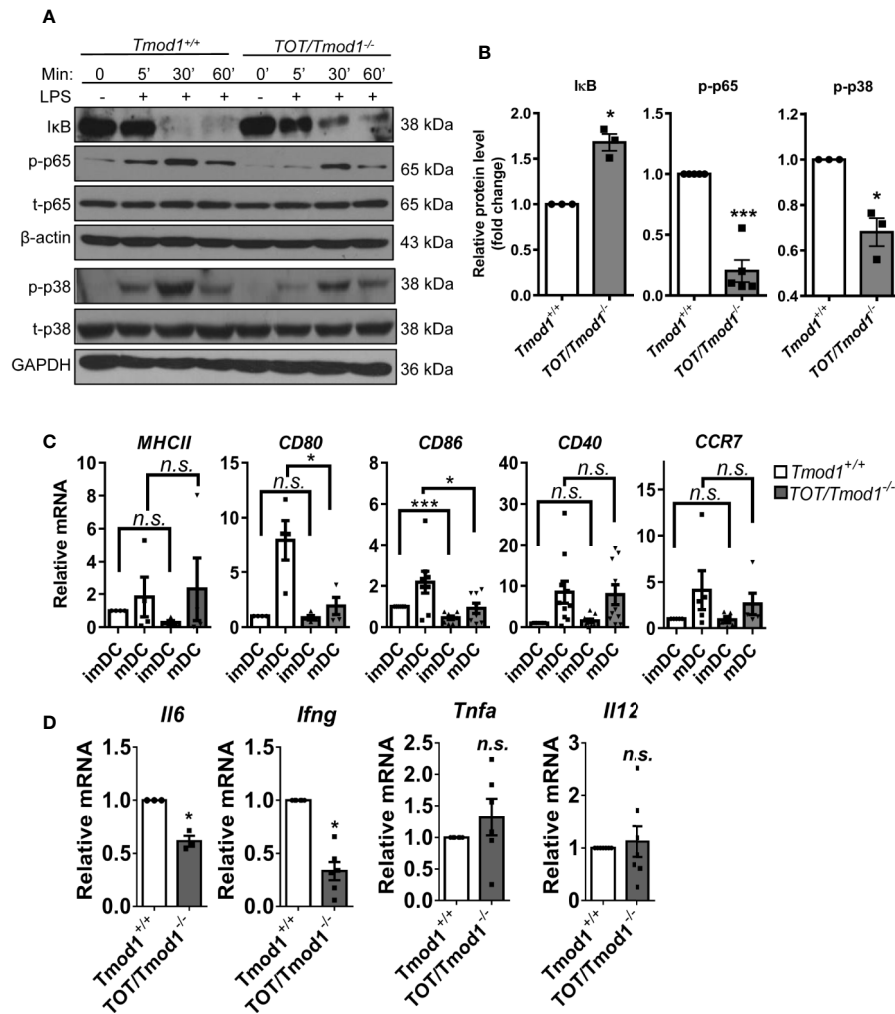 A
Tmod1+/+ TOT/Tmod1-/-
Min: 0 5’ 30’ 60’ 0’ 5’ 30’ 60’
LPS - + + + - + + +
IκB 38 kDa
p-p65 65 kDa
t-p65 65 kDa
β-actin 43 kDa
p-p38 38 kDa
t-p38 38 kDa
GAPDH 36 kDa
B
IκB p-p65 p-p38
Relative protein level
(fold change)
2.0
1.5
1.0
0.5
0.0
*
Tmod1+/+
TOT/Tmod1-/-
1.5
1.0
0.5
0.0
***
Tmod1+/+
TOT/Tmod1-/-
1.2
1.0
0.8
0.6
0.4
*
Tmod1+/+
TOT/Tmod1-/-
C
MHCII CD80 CD86 CD40 CCR7
Relative mRNA
10
8
6
4
2
0
n.s.
n.s.
imDC mDC imDC mDC
15
10
5
0
n.s.
*
imDC mDC imDC mDC
8
6
4
2
0
***
*
imDC mDC imDC mDC
40
30
20
10
0
n.s.
n.s.
imDC mDC imDC mDC
15
10
5
0
n.s.
n.s.
imDC mDC imDC mDC
Tmod1+/+
TOT/Tmod1-/-
D
Il6 Ifng Tnfa Il12
Relative mRNA
1.5
1.0
0.5
0.0
*
Tmod1+/+
TOT/Tmod1-/-
Relative mRNA
1.5
1.0
0.5
0.0
*
Tmod1+/+
TOT/Tmod1-/-
Relative mRNA
2.5
2.0
1.5
1.0
0.5
0.0
n.s.
Tmod1+/+
TOT/Tmod1-/-
Relative mRNA
3
2
1
0
n.s.
Tmod1+/+
TOT/Tmod1-/-